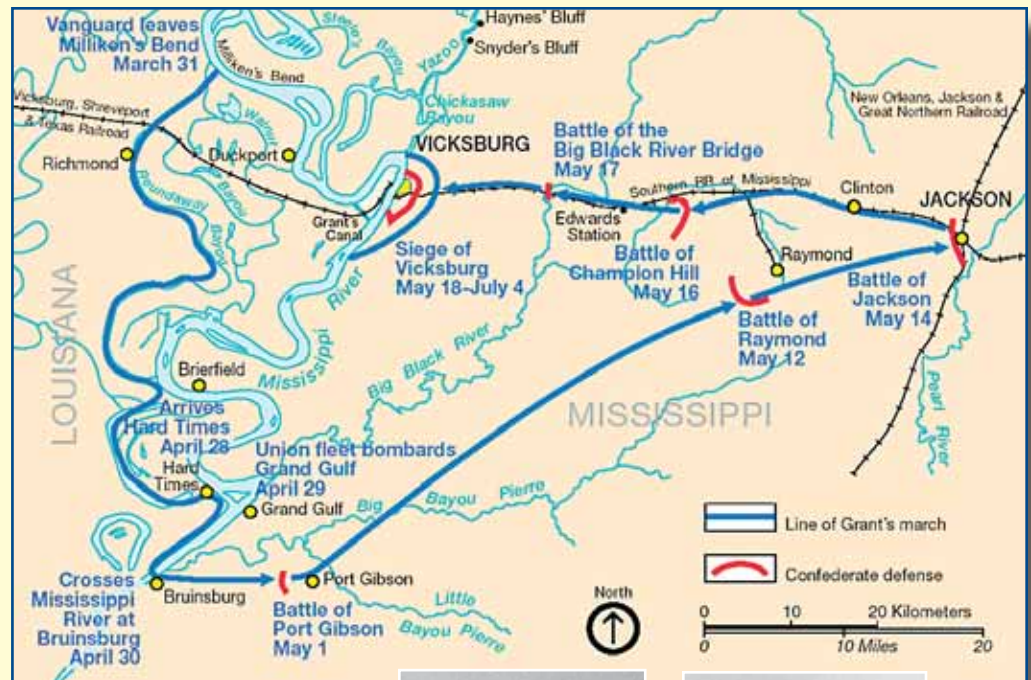 Vanguard leaves
Milliken's Bend
March 31
Milliken's Bend
Steele's
Bayou
Yazoo
Haynes' Bluff
Snyder's Bluff
Chickasaw
Bayou
Vicksburg, Shreveport
& Texas Railroad
Richmond
Duckport
Walnut
Bayou
Roundaway
Bayou
VICKSBURG
Grant's
Canal
Siege of
Vicksburg
May 18-July 4
Battle of the
Big Black River Bridge
May 17
Edwards
Station
Southern RR. of Mississippi
Battle of
Champion Hill
May 16
New Orleans, Jackson &
Great Northern Railroad
Clinton
JACKSON
Raymond
Battle of
Jackson
May 14
Battle of
Raymond
May 12
LOUISIANA
MISSISSIPPI
Mississippi
River
Big Black River
Pearl
River
Brierfield
Arrives
Hard Times
April 28
Hard
Times
Union fleet bombards
Grand Gulf
April 29
Grand Gulf
Big Bayou Pierre
Crosses
Mississippi
River at
Bruinsburg
April 30
Bruinsburg
Battle of
Port Gibson
May 1
Port Gibson
Little
Bayou Pierre
North
Line of Grant's march
Confederate defense
0 10 20 Kilometers
0 10 Miles 20